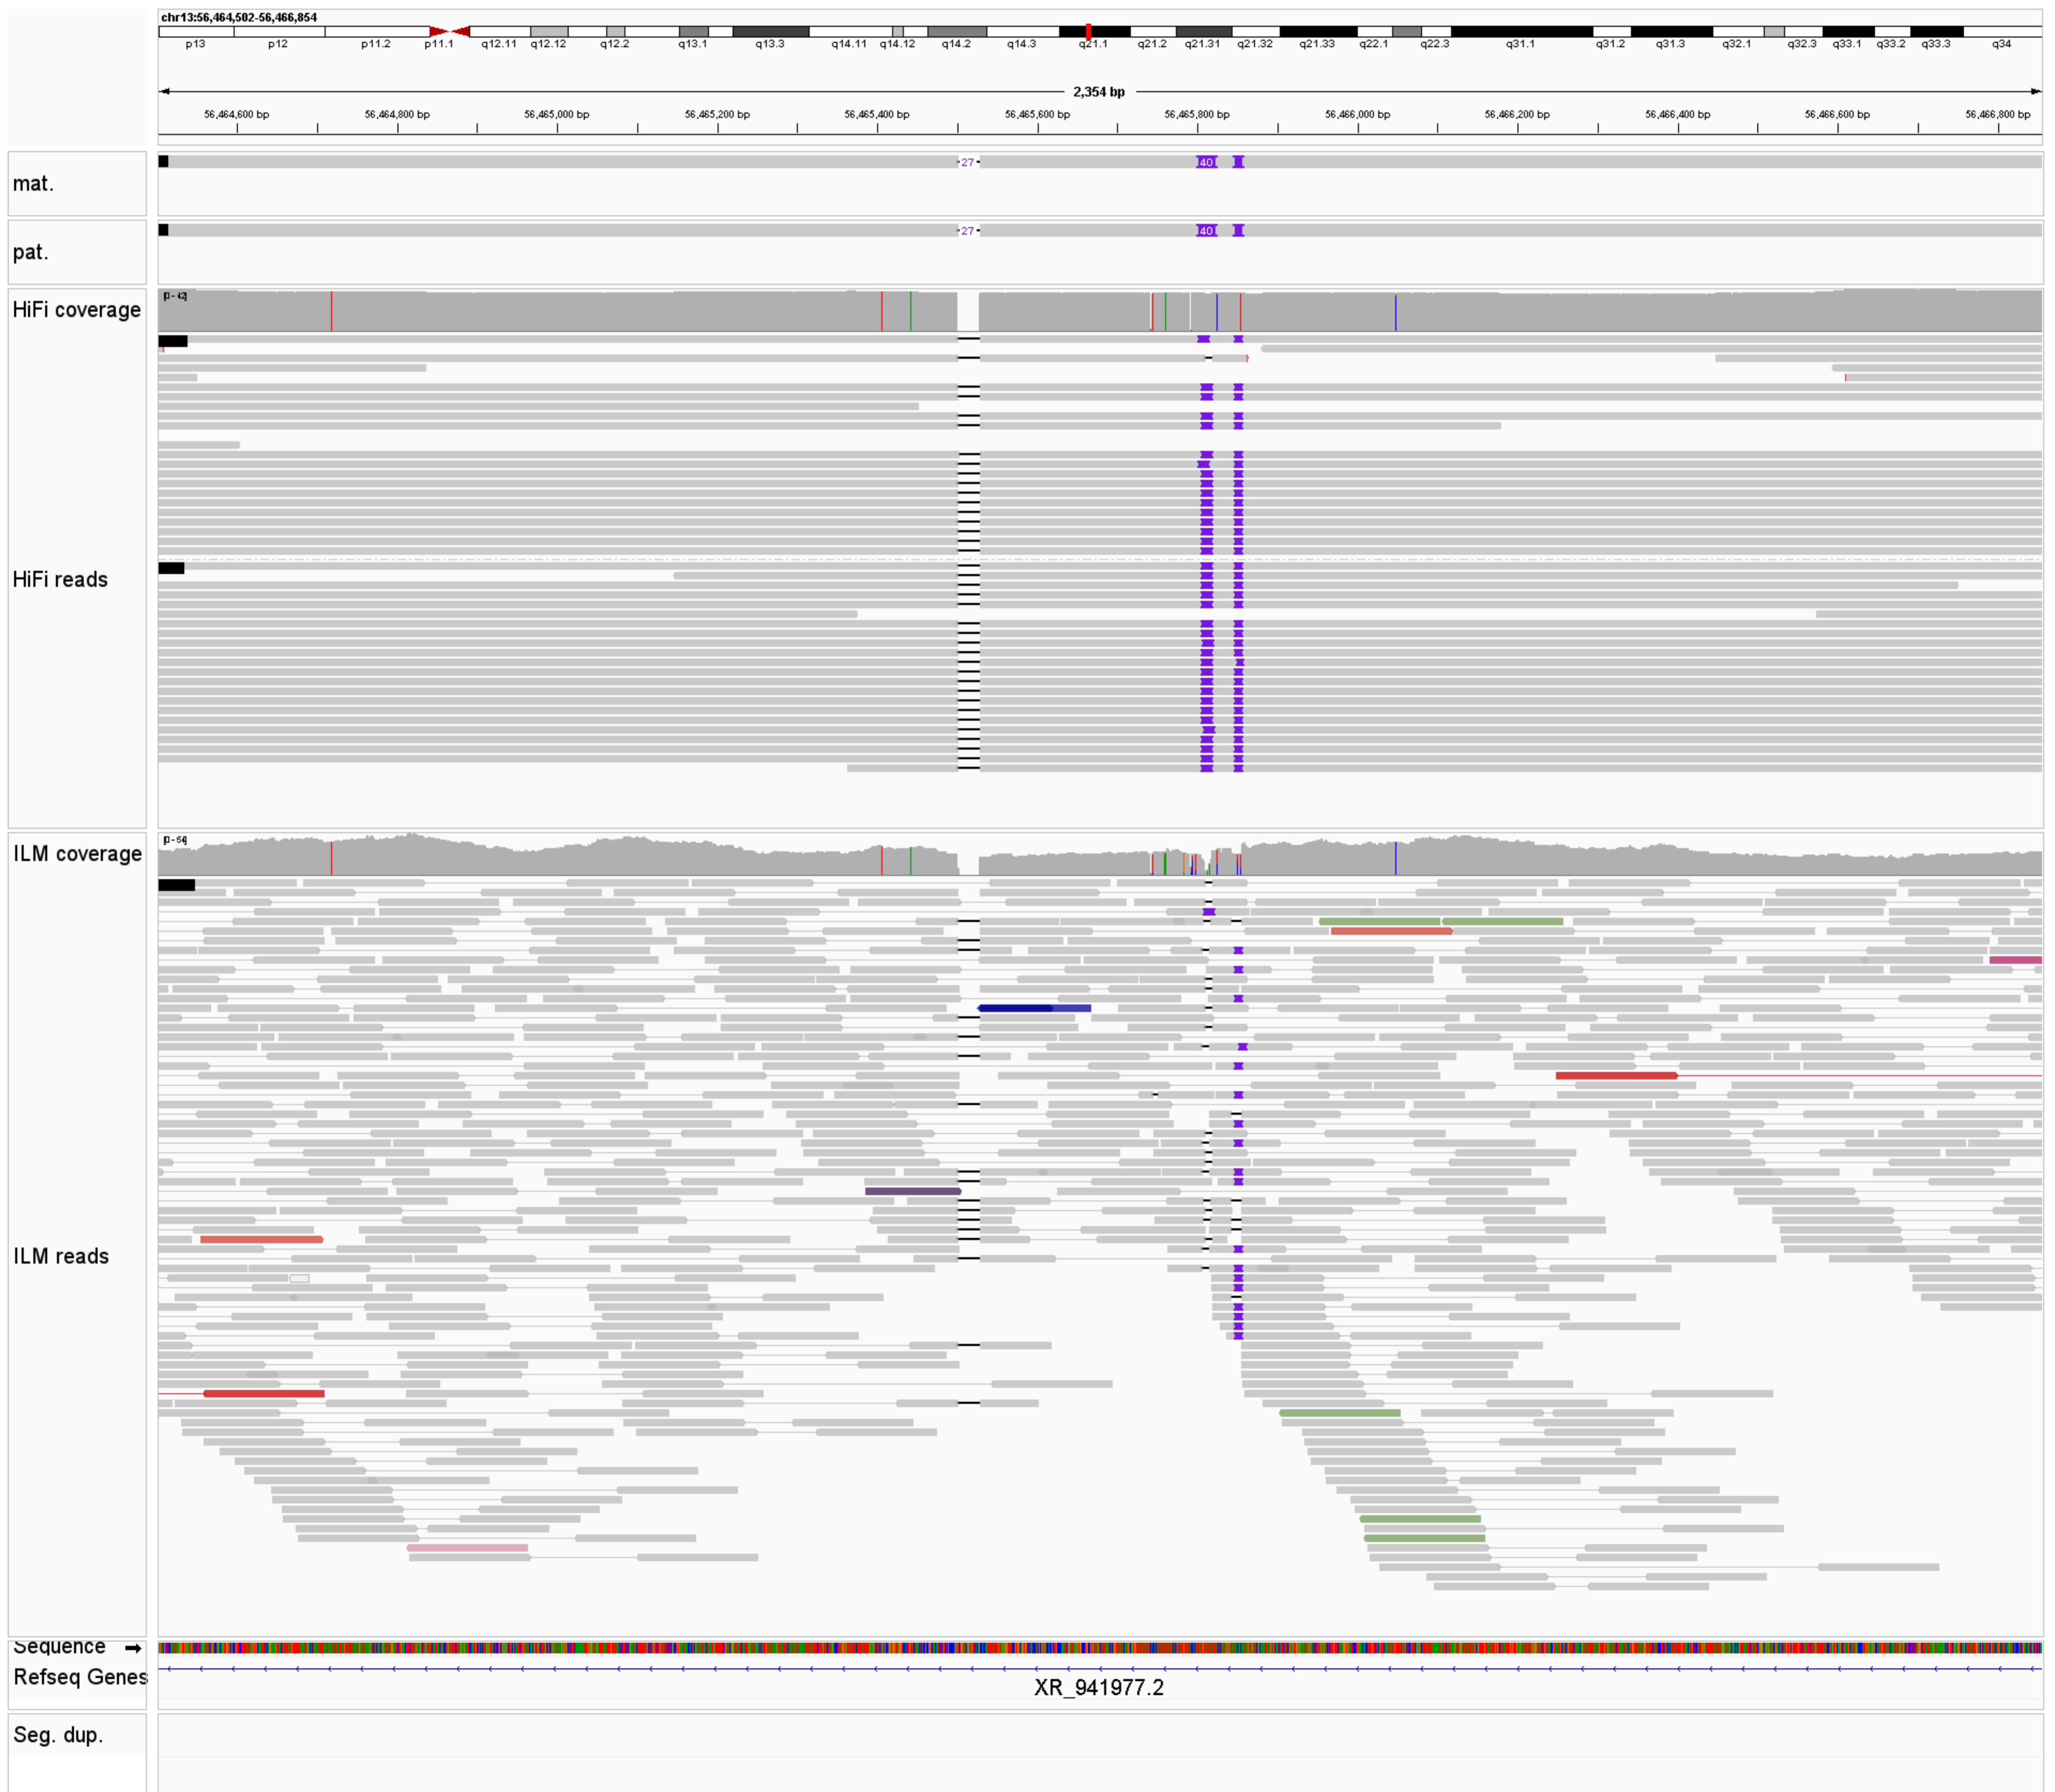 chr13:56,464,502-56,466,854
p13 p12 p11.2 p11.1 q12.11 q12.12 q12.2 q13.1 q13.3 q14.11 q14.12 q14.2 q14.3 q21.1 q21.2 q21.31 q21.32 q21.33 q22.1 q22.3 q31.1 q31.2 q31.3 q32.1 q32.3 q33.1 q33.2 q33.3 q34
2,354 bp
56,464,600 bp 56,464,800 bp 56,465,000 bp 56,465,200 bp 56,465,400 bp 56,465,600 bp 56,465,800 bp 56,466,000 bp 56,466,200 bp 56,466,400 bp 56,466,600 bp 56,466,800 bp
mat. 27 40
pat. 27 40
HiFi coverage
HiFi reads
ILM coverage
ILM reads
Sequence
Refseq Genes
XR_941977.2
Seg. dup.